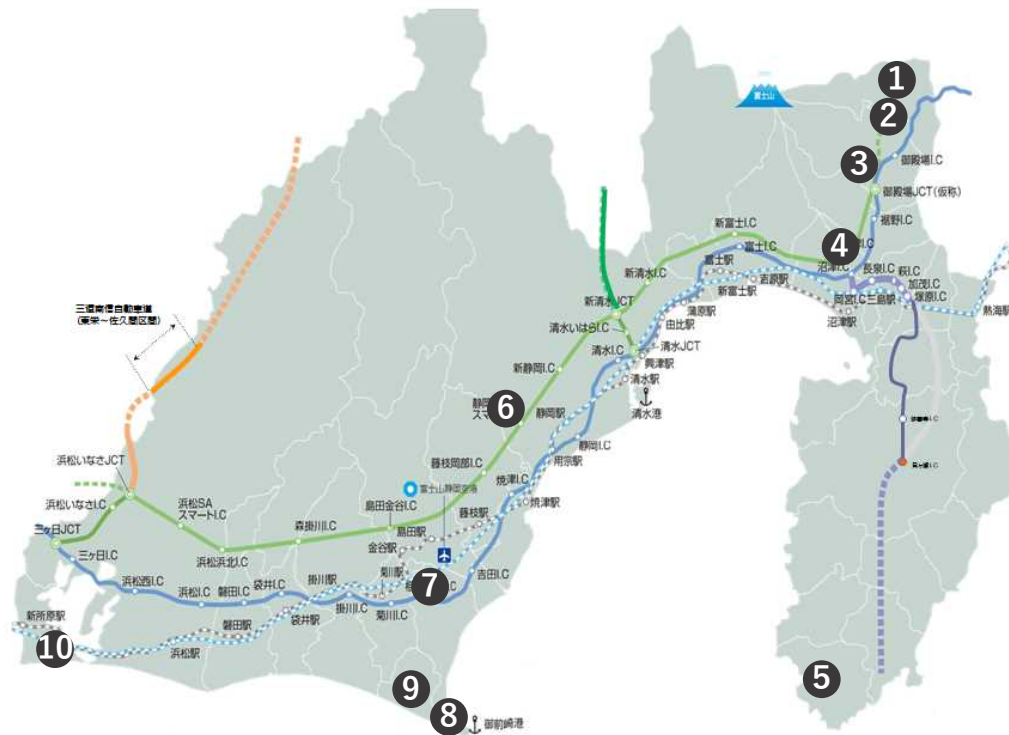 1
富士山
2
御殿場I.C
3
御殿場JCT(仮称)
裾野I.C
新富士I.C
4
I.C
富士I.C
沼津I.C
長泉I.C
萩I.C
富士駅
新清水I.C
加茂I.C
吉原駅
新富士駅
岡宮I.C
三島駅
塚原I.C
熱海駅
新清水JCT
蒲原駅
沼津駅
三遠南信自動車道
(東栄~佐久間区間)
由比駅
清水いはらI.C
清水JCT
清水I.C
興津駅
新静岡I.C
清水駅
清水港
静岡
スマー
6
静岡駅
静岡I.C
用宗駅
浜松いなさJCT
藤枝岡部I.C
焼津I.C
富士山静岡空港
浜松いなさI.C
浜松SA
スマートI.C
島田金谷I.C
焼津駅
藤枝駅
森掛川I.C
島田駅
三ヶ日JCT
金谷駅
浜松浜北I.C
三ヶ日I.C
菊川駅
7
I.C
吉田I.C
掛川駅
浜松西I.C
袋井I.C
浜松I.C
磐田I.C
掛川I.C
菊川I.C
新所原駅
袋井駅
磐田駅
10
浜松駅
5
9
8
御前崎港